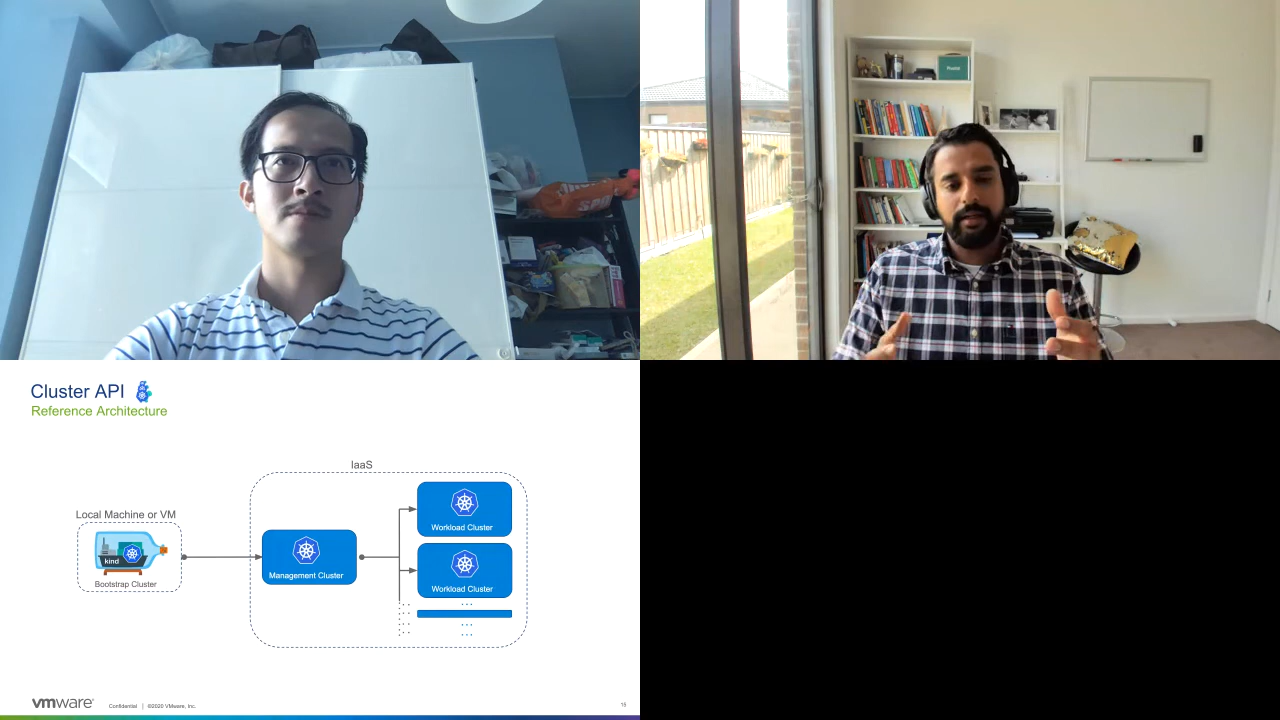 Cluster API
Reference Architecture
IaaS
Local Machine or VM
kind
Bootstrap Cluster
Management Cluster
Workload Cluster
Workload Cluster
vmware
Confidential | ©2020 VMware, Inc.
15